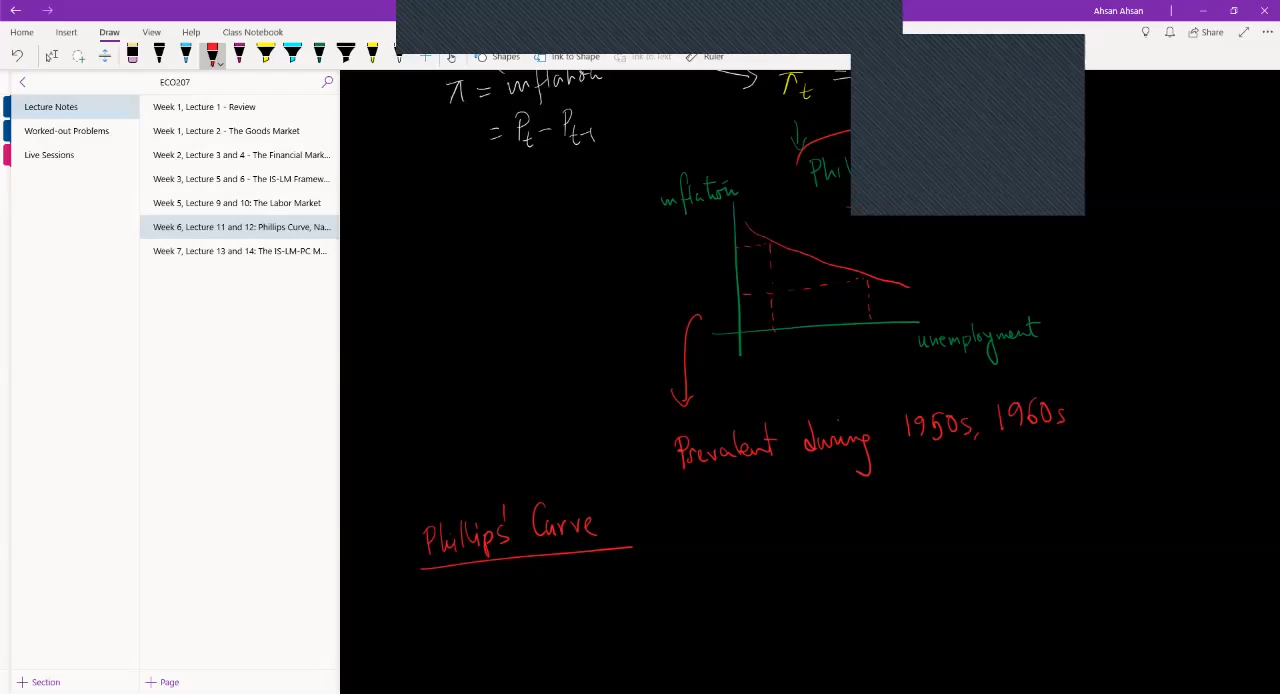 Ahsan Ahsan
Home Insert Draw View Help Class Notebook
Share
Shapes Ink to Shape Ink to Text Ruler
ECO207
Lecture Notes
Worked-out Problems
Live Sessions
Week 1, Lecture 1 - Review
Week 1, Lecture 2 - The Goods Market
Week 2, Lecture 3 and 4 - The Financial Mark...
Week 3, Lecture 5 and 6 - The IS-LM Framew...
Week 5, Lecture 9 and 10: The Labor Market
Week 6, Lecture 11 and 12: Phillips Curve, Na...
Week 7, Lecture 13 and 14: The IS-LM-PC M...
π = inflation
= Pt - Pt-1
πt =
Phil
inflation
unemployment
Prevalent during 1950s, 1960s
Phillips' Curve
+ Section
+ Page